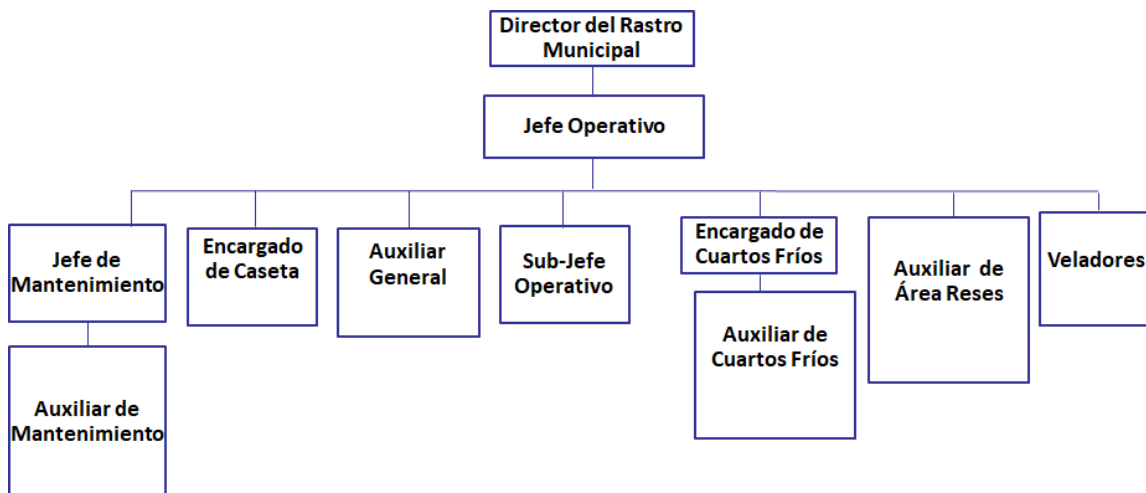 Director del Rastro
Municipal
Jefe Operativo
Jefe de
Mantenimiento
Encargado
de Caseta
Auxiliar
General
Sub-Jefe
Operativo
Encargado de
Cuartos Fríos
Auxiliar de
Área Reses
Veladores
Auxiliar de
Mantenimiento
Auxiliar de
Cuartos Fríos